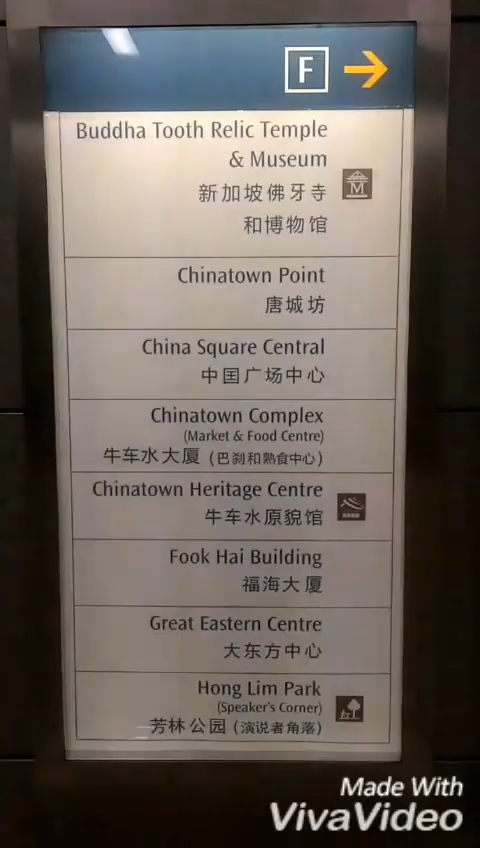 F →
Buddha Tooth Relic Temple
& Museum
新加坡佛牙寺
和博物馆
Chinatown Point
唐城坊
China Square Central
中国广场中心
Chinatown Complex
(Market & Food Centre)
牛车水大厦 (巴刹和熟食中心)
Chinatown Heritage Centre
牛车水原貌馆
Fook Hai Building
福海大厦
Great Eastern Centre
大东方中心
Hong Lim Park
(Speaker's Corner)
芳林公园 (演说者角落)
Made With
VivaVideo